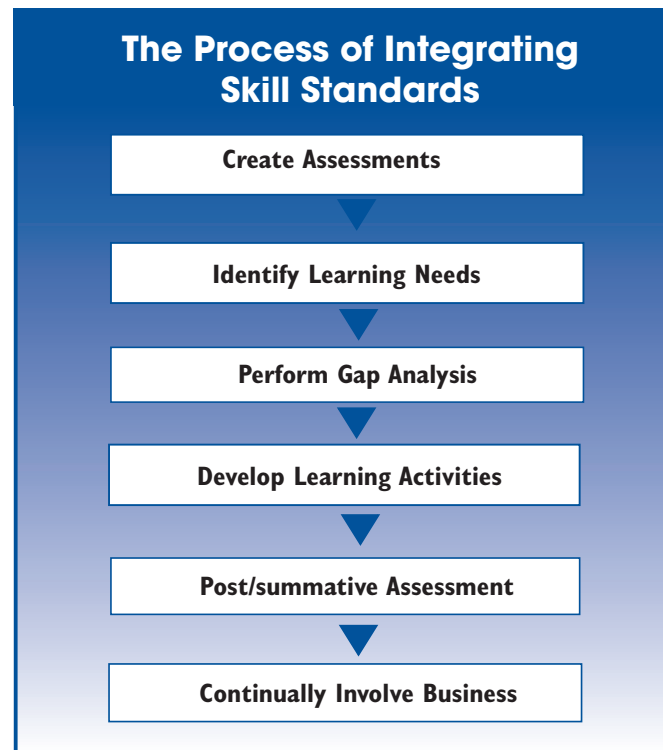 The Process of Integrating
Skill Standards
Create Assessments
Identify Learning Needs
Perform Gap Analysis
Develop Learning Activities
Post/summative Assessment
Continually Involve Business